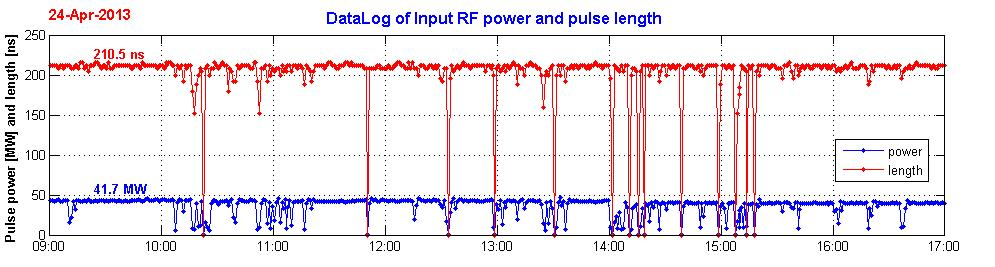 24-Apr-2013
DataLog of Input RF power and pulse length
Pulse power [MW] and length [ns]
250
200
150
100
50
0
210.5 ns
41.7 MW
power
length
09:00 10:00 11:00 12:00 13:00 14:00 15:00 16:00 17:00